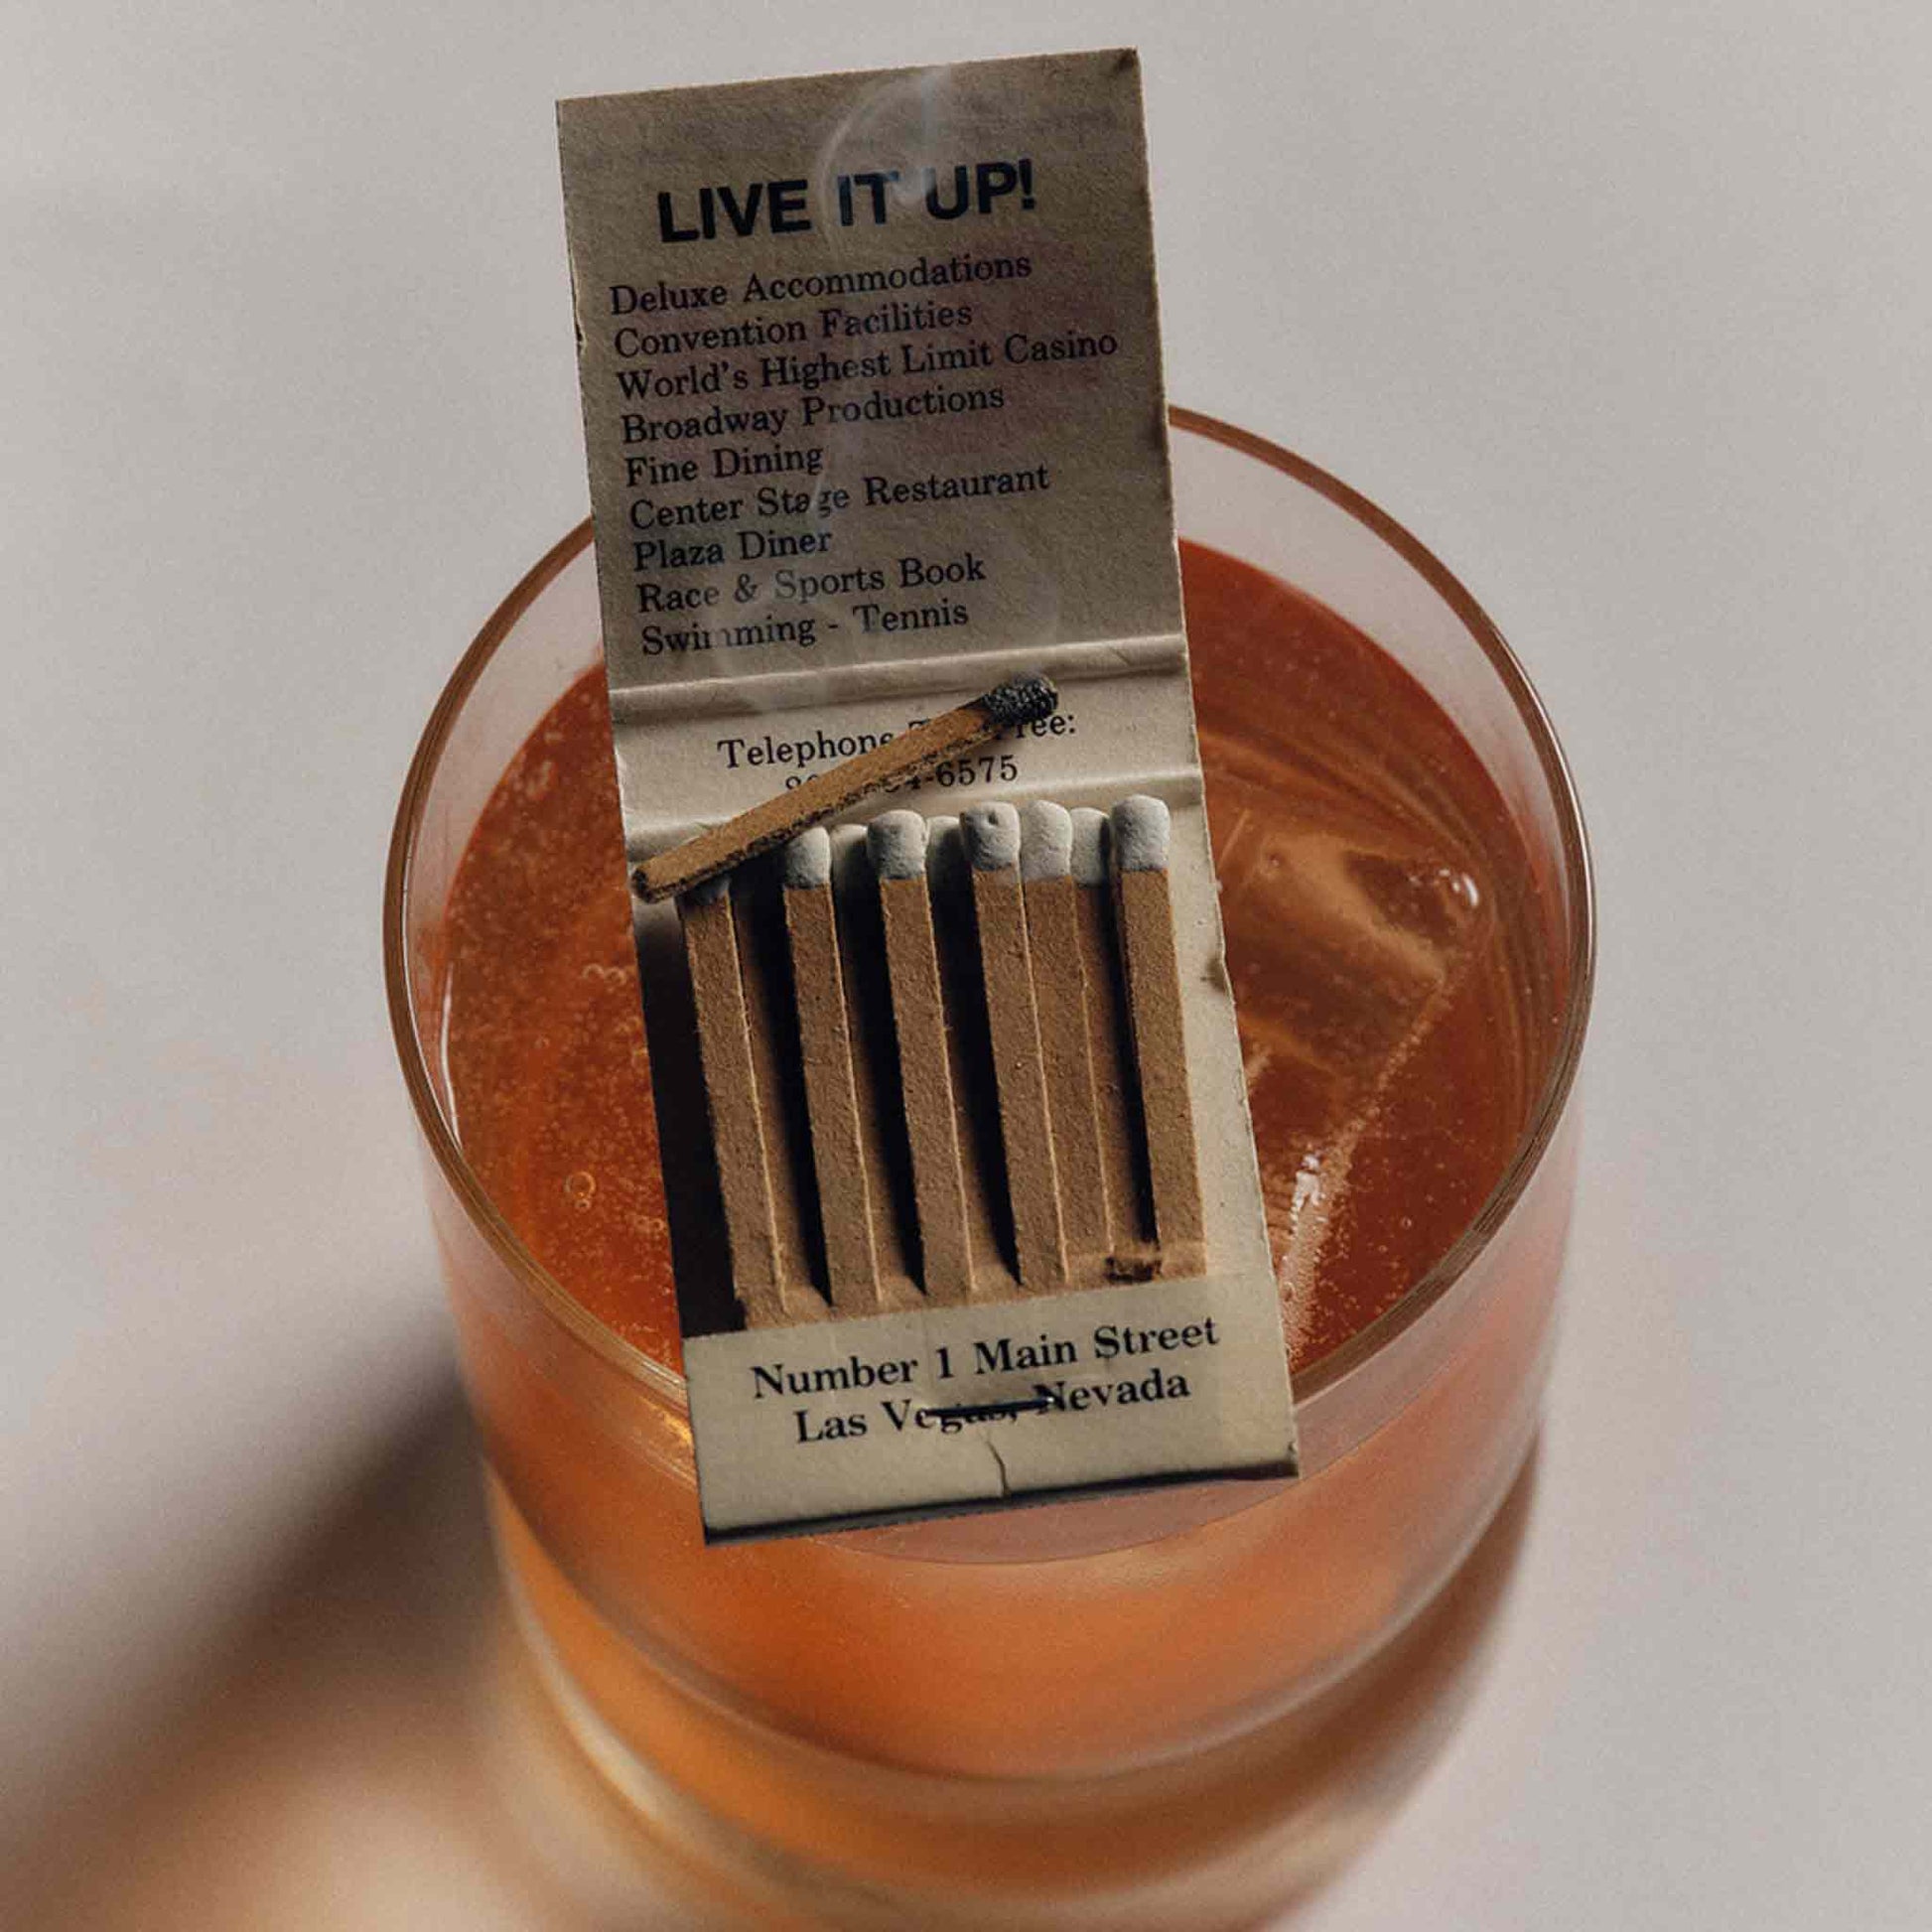 LIVE IT UP!
Deluxe Accommodations
Convention Facilities
World's Highest Limit Casino
Broadway Productions
Fine Dining
Center Stage Restaurant
Plaza Diner
Race & Sports Book
Swimming - Tennis
Telephone
-6575
Number 1 Main Street
Las Vegas, Nevada